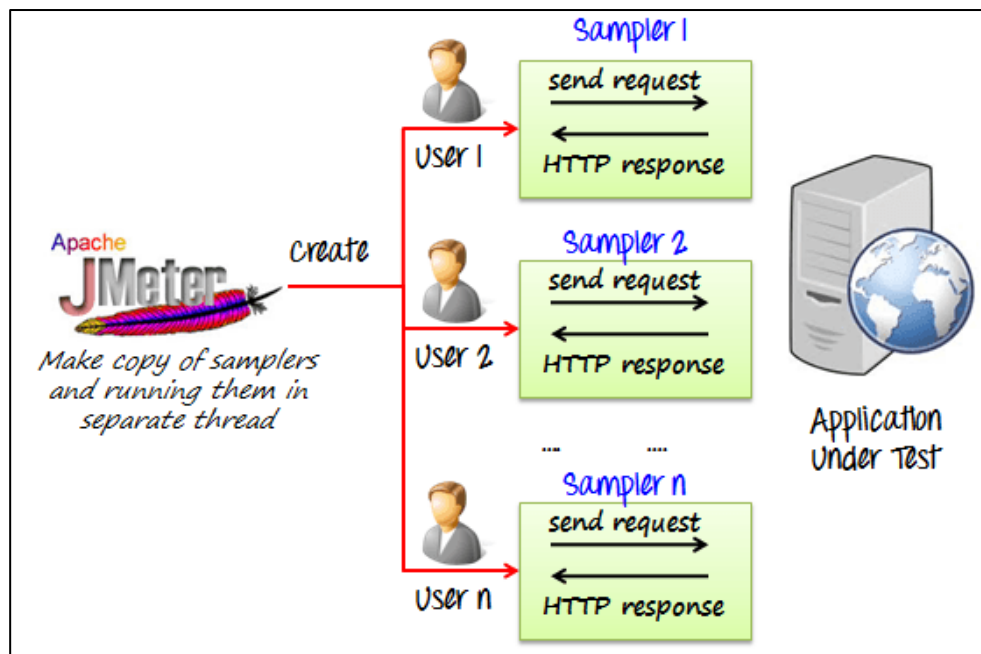 Apache
JMeter
Make copy of samplers
and running them in
separate thread
Create
User 1
Sampler 1
send request
HTTP response
User 2
Sampler 2
send request
HTTP response
.... ....
User n
Sampler n
send request
HTTP response
Application
Under Test